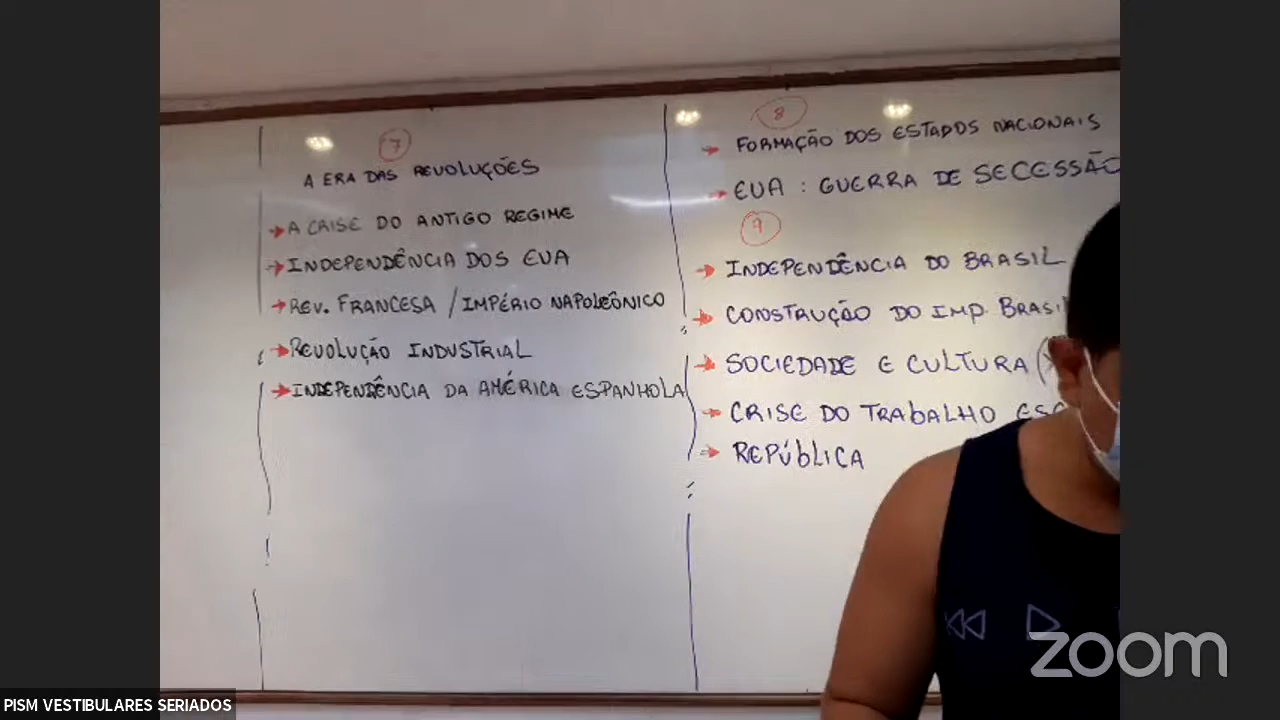 7
A ERA DAS REVOLUÇÕES
A CRISE DO ANTIGO REGIME
INDEPENDÊNCIA DOS EUA
REV. FRANCESA / IMPÉRIO NAPOLEÔNICO
REVOLUÇÃO INDUSTRIAL
INDEPENDÊNCIA DA AMÉRICA ESPANHOLA
8
FORMAÇÃO DOS ESTADOS NACIONAIS
EUA : GUERRA DE SECESSÃO
9
INDEPENDÊNCIA DO BRASIL
CONSTRUÇÃO DO IMP. BRASI
SOCIEDADE E CULTURA (
CRISE DO TRABALHO ESC
REPÚBLICA
zoom
PISM VESTIBULARES SERIADOS